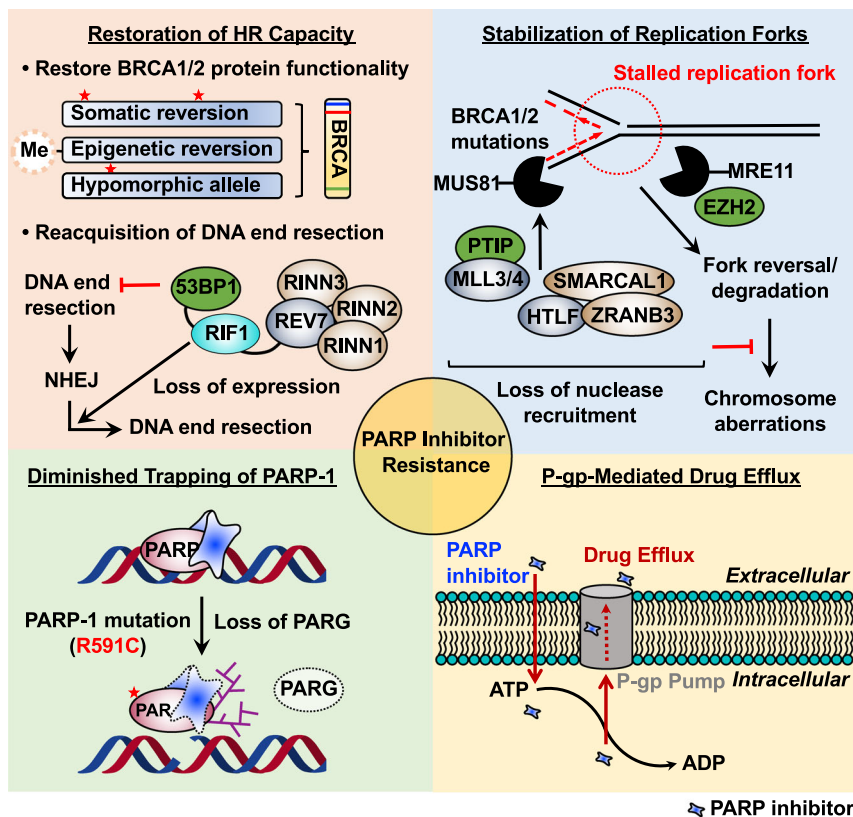 Restoration of HR Capacity
• Restore BRCA1/2 protein functionality
Somatic reversion
Me
Epigenetic reversion
Hypomorphic allele
BRCA
• Reacquisition of DNA end resection
DNA end
resection
53BP1
RIF1
REV7
RINN3
RINN2
RINN1
NHEJ
Loss of expression
DNA end resection
Stabilization of Replication Forks
Stalled replication fork
BRCA1/2
mutations
MUS81
MRE11
EZH2
PTIP
MLL3/4
SMARCAL1
HTLF
ZRANB3
Fork reversal/
degradation
Loss of nuclease
recruitment
Chromosome
aberrations
PARP Inhibitor
Resistance
Diminished Trapping of PARP-1
PARP
PARP-1 mutation
(R591C)
Loss of PARG
PAR
PARG
P-gp-Mediated Drug Efflux
PARP
inhibitor
Drug Efflux
Extracellular
P-gp Pump
Intracellular
ATP
ADP
PARP inhibitor